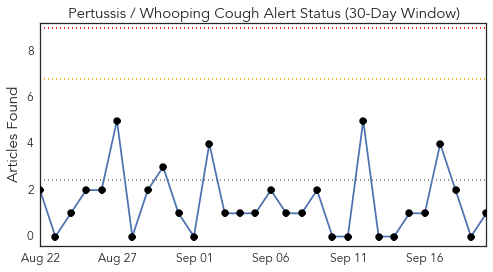 Pertussis / Whooping Cough Alert Status (30-Day Window)
Articles Found
8
6
4
2
0
Aug 22 Aug 27 Sep 01 Sep 06 Sep 11 Sep 16